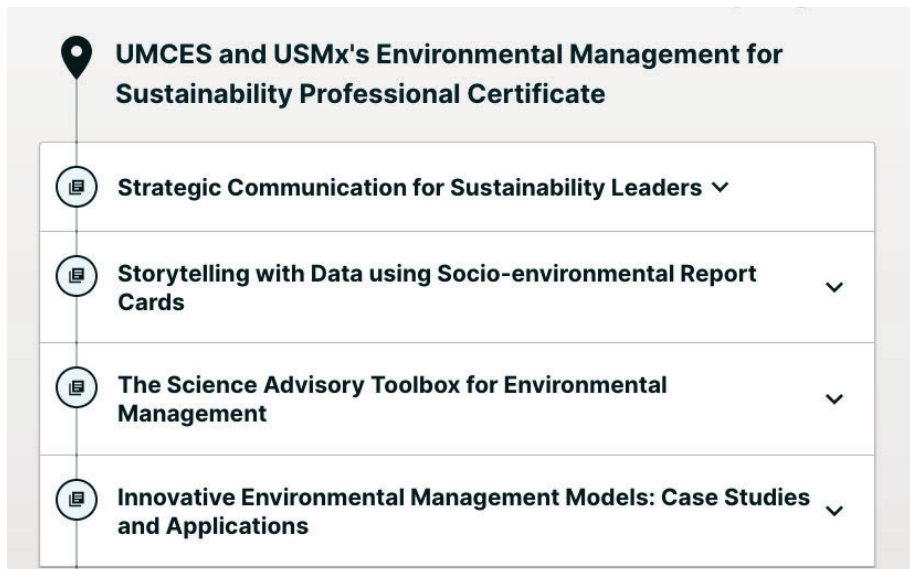 UMCES and USMx's Environmental Management for
Sustainability Professional Certificate
Strategic Communication for Sustainability Leaders
Storytelling with Data using Socio-environmental Report
Cards
The Science Advisory Toolbox for Environmental
Management
Innovative Environmental Management Models: Case Studies
and Applications